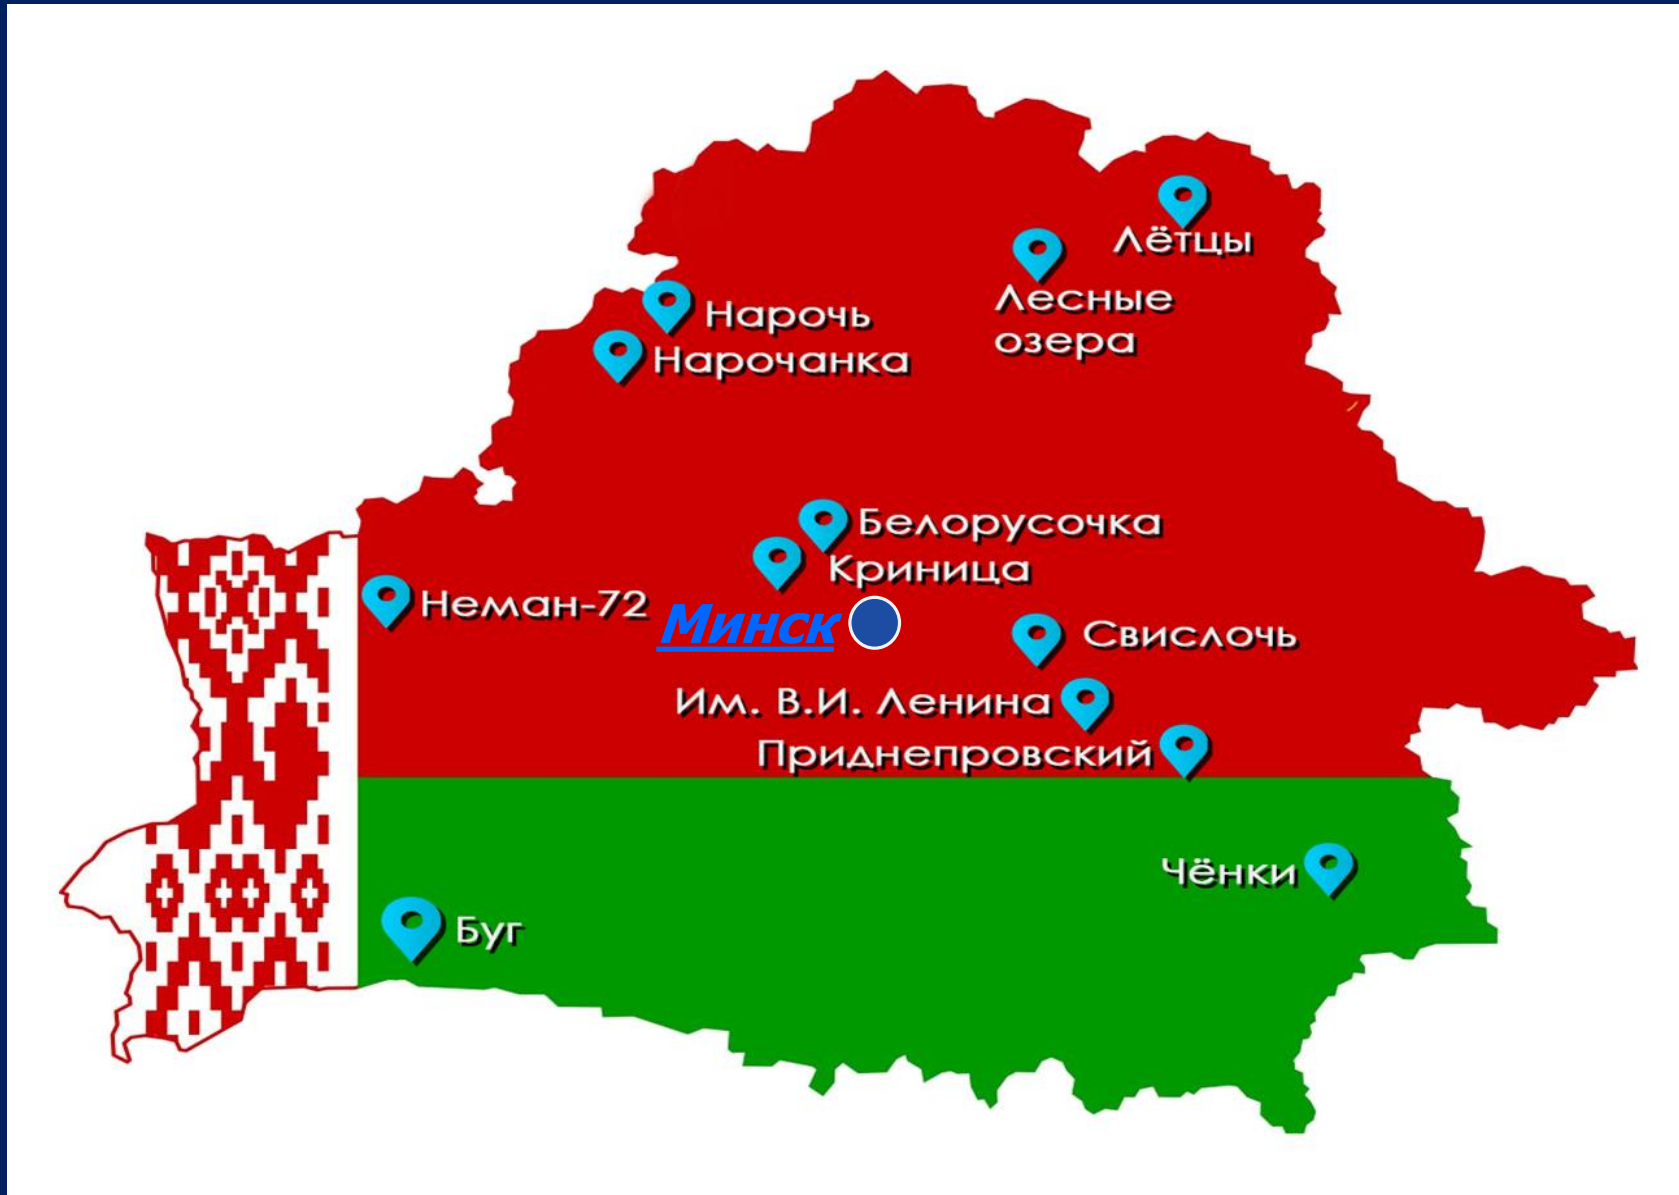 Лётцы
Лесные
озера
Нарочь
Нарочанка
Белорусочка
Криница
Неман-72
Минск
Свислочь
Им. В.И. Ленина
Приднепровский
Чёнки
Буг